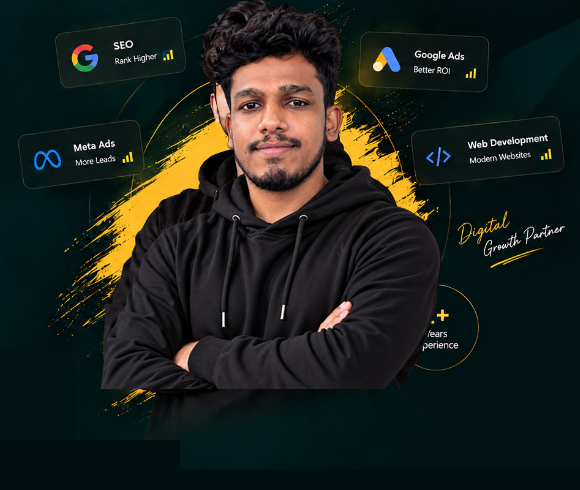 SEO
Rank Higher
Google Ads
Better ROI
Meta Ads
More Leads
Web Development
Modern Websites
Digital
Growth Partner
+
Years